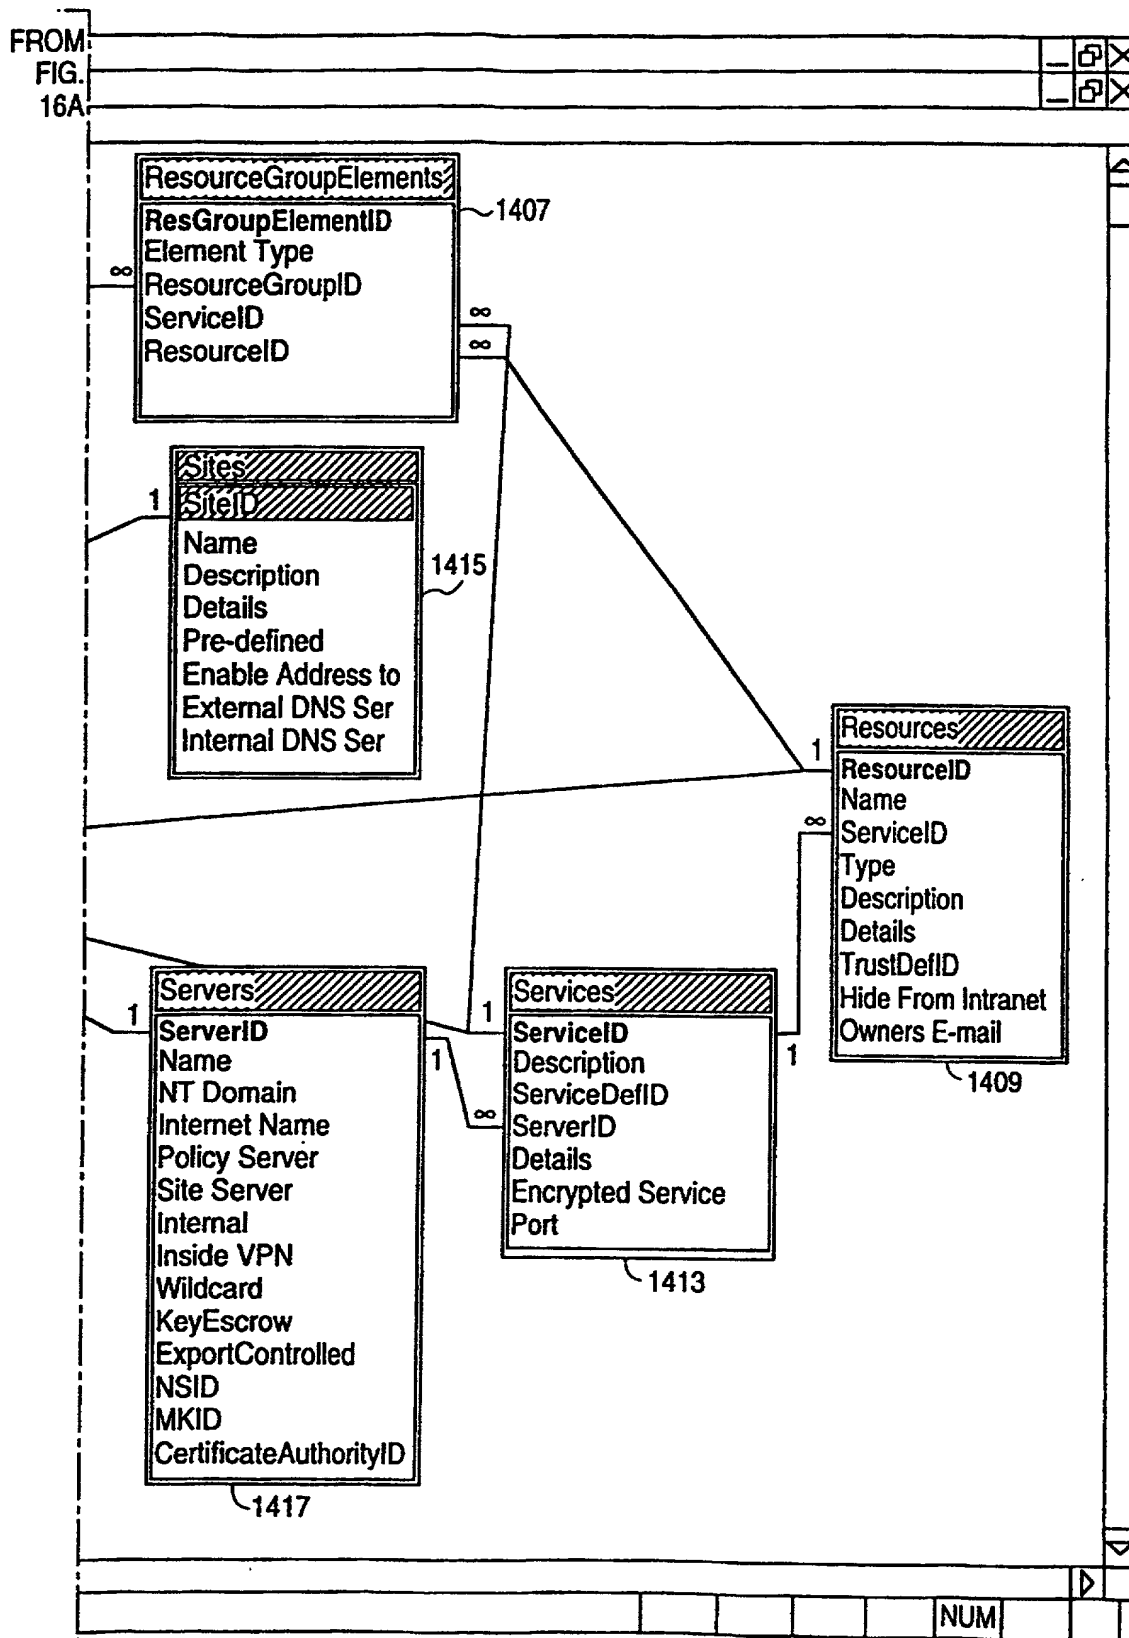 FROM
FIG.
16A
ResourceGroupElements
ResGroupElementID
Element Type
ResourceGroupID
ServiceID
ResourceID
1407
∞
∞
∞
Sites
SiteID
Name
Description
Details
Pre-defined
Enable Address to
External DNS Ser
Internal DNS Ser
1
1415
Resources
ResourceID
Name
ServiceID
Type
Description
Details
TrustDefID
Hide From Intranet
Owners E-mail
1
∞
1409
Servers
ServerID
Name
NT Domain
Internet Name
Policy Server
Site Server
Internal
Inside VPN
Wildcard
KeyEscrow
ExportControlled
NSID
MKID
CertificateAuthorityID
1
1
1417
Services
ServiceID
Description
ServiceDefID
ServerID
Details
Encrypted Service
Port
1
∞
1
1413
NUM